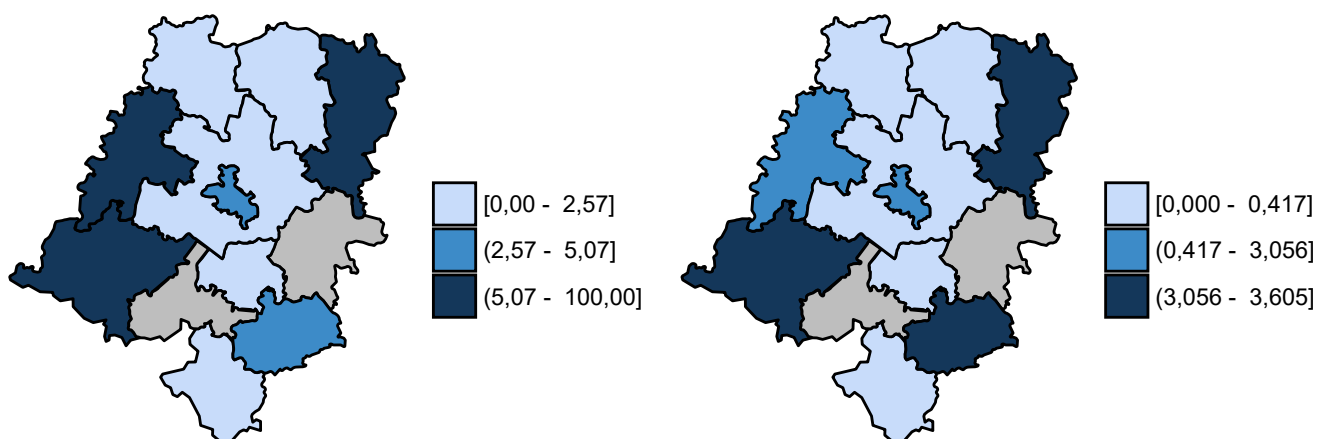 [0,00 - 2,57]
(2,57 - 5,07]
(5,07 - 100,00]
[0,000 - 0,417]
(0,417 - 3,056]
(3,056 - 3,605]